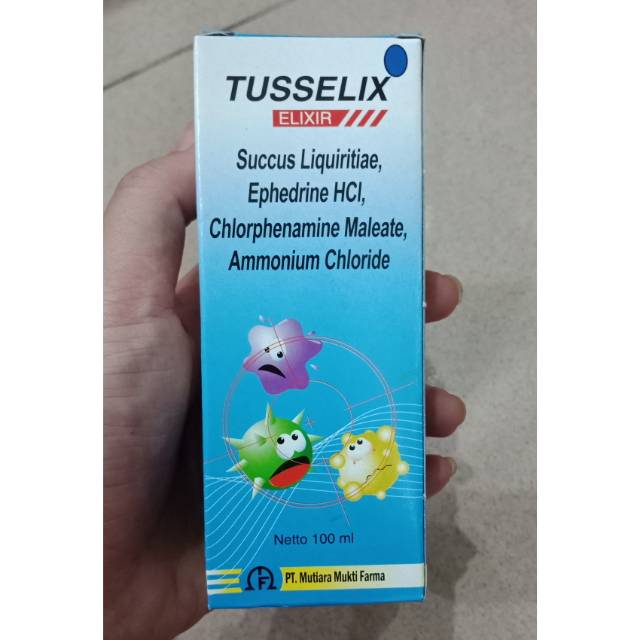 TUSSELIX
ELIXIR
Succus Liquiritiae,
Ephedrine HCl,
Chlorphenamine Maleate,
Ammonium Chloride
Netto 100 ml
PT. Mutiara Mukti Farma